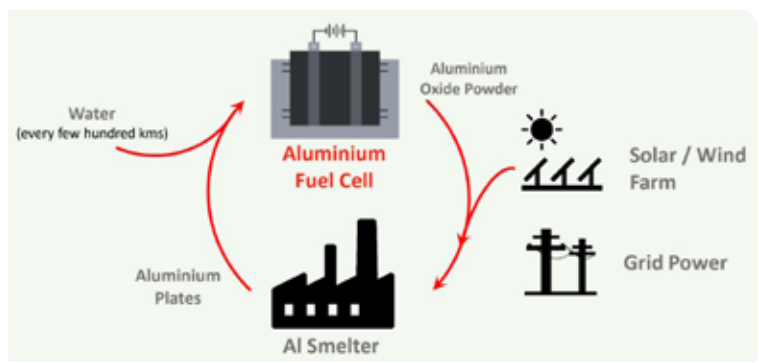 Water
(every few hundred kms)
Aluminium
Fuel Cell
Aluminium
Oxide Powder
Solar / Wind
Farm
Grid Power
Aluminium
Plates
Al Smelter